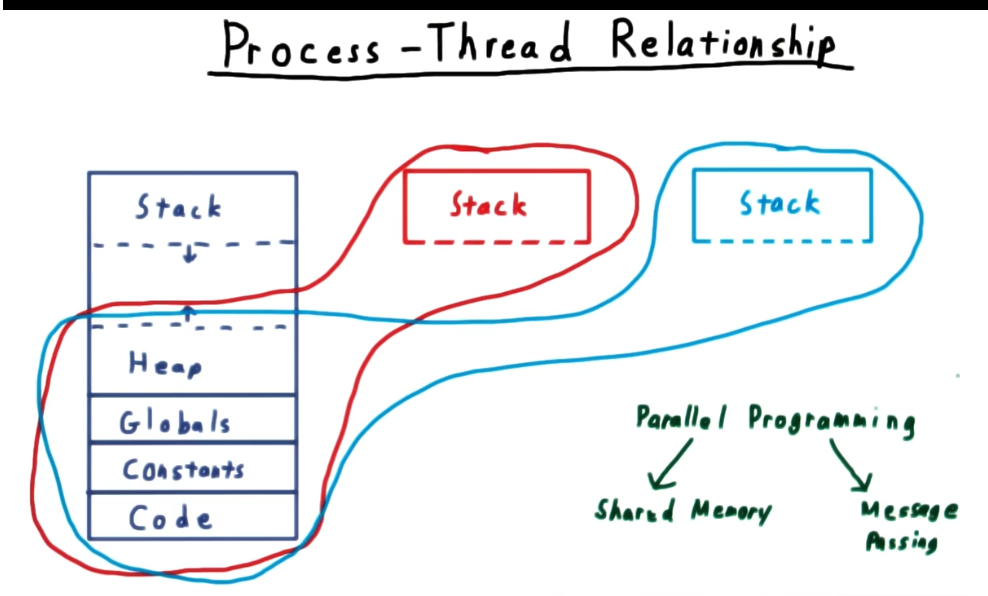 Process - Thread Relationship
Stack
Stack
Stack
Heap
Globals
Constants
Code
Parallel Programming
Shared Memory
Message
Passing